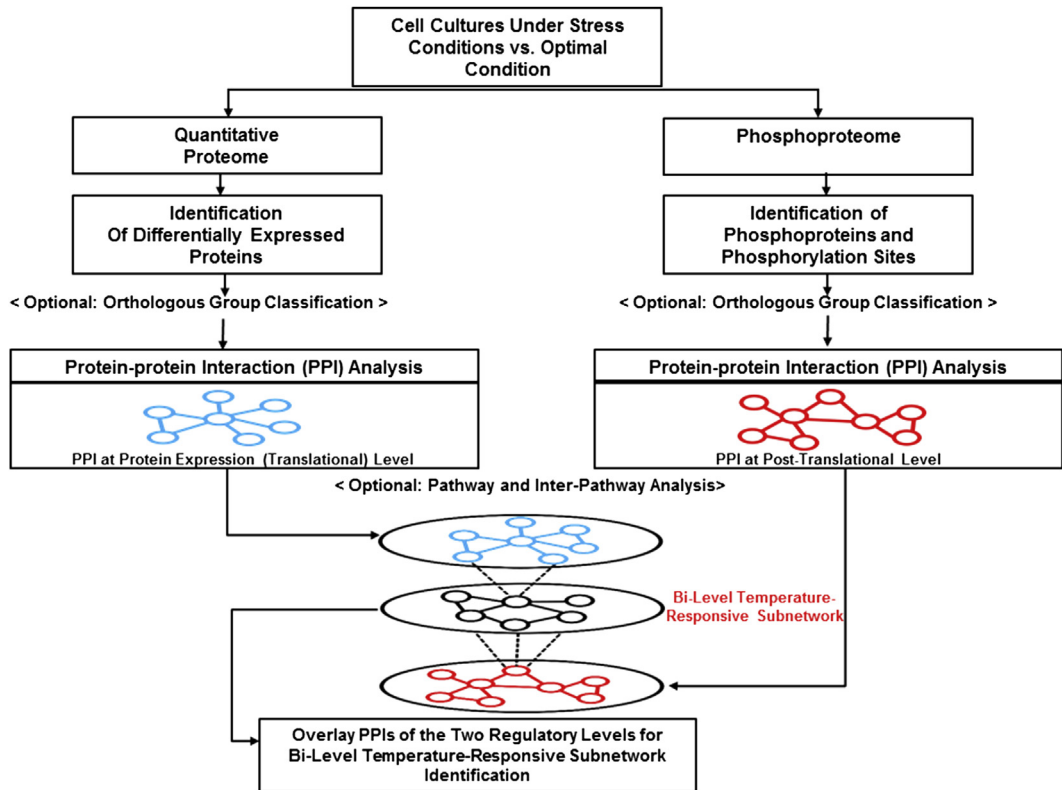 Cell Cultures Under Stress
Conditions vs. Optimal
Condition
Quantitative
Proteome
Phosphoproteome
Identification
Of Differentially Expressed
Proteins
Identification of
Phosphoproteins and
Phosphorylation Sites
< Optional: Orthologous Group Classification >
< Optional: Orthologous Group Classification >
Protein-protein Interaction (PPI) Analysis
PPI at Protein Expression (Translational) Level
Protein-protein Interaction (PPI) Analysis
PPI at Post-Translational Level
< Optional: Pathway and Inter-Pathway Analysis>
Bi-Level Temperature-
Responsive Subnetwork
Overlay PPIs of the Two Regulatory Levels for
Bi-Level Temperature-Responsive Subnetwork
Identification